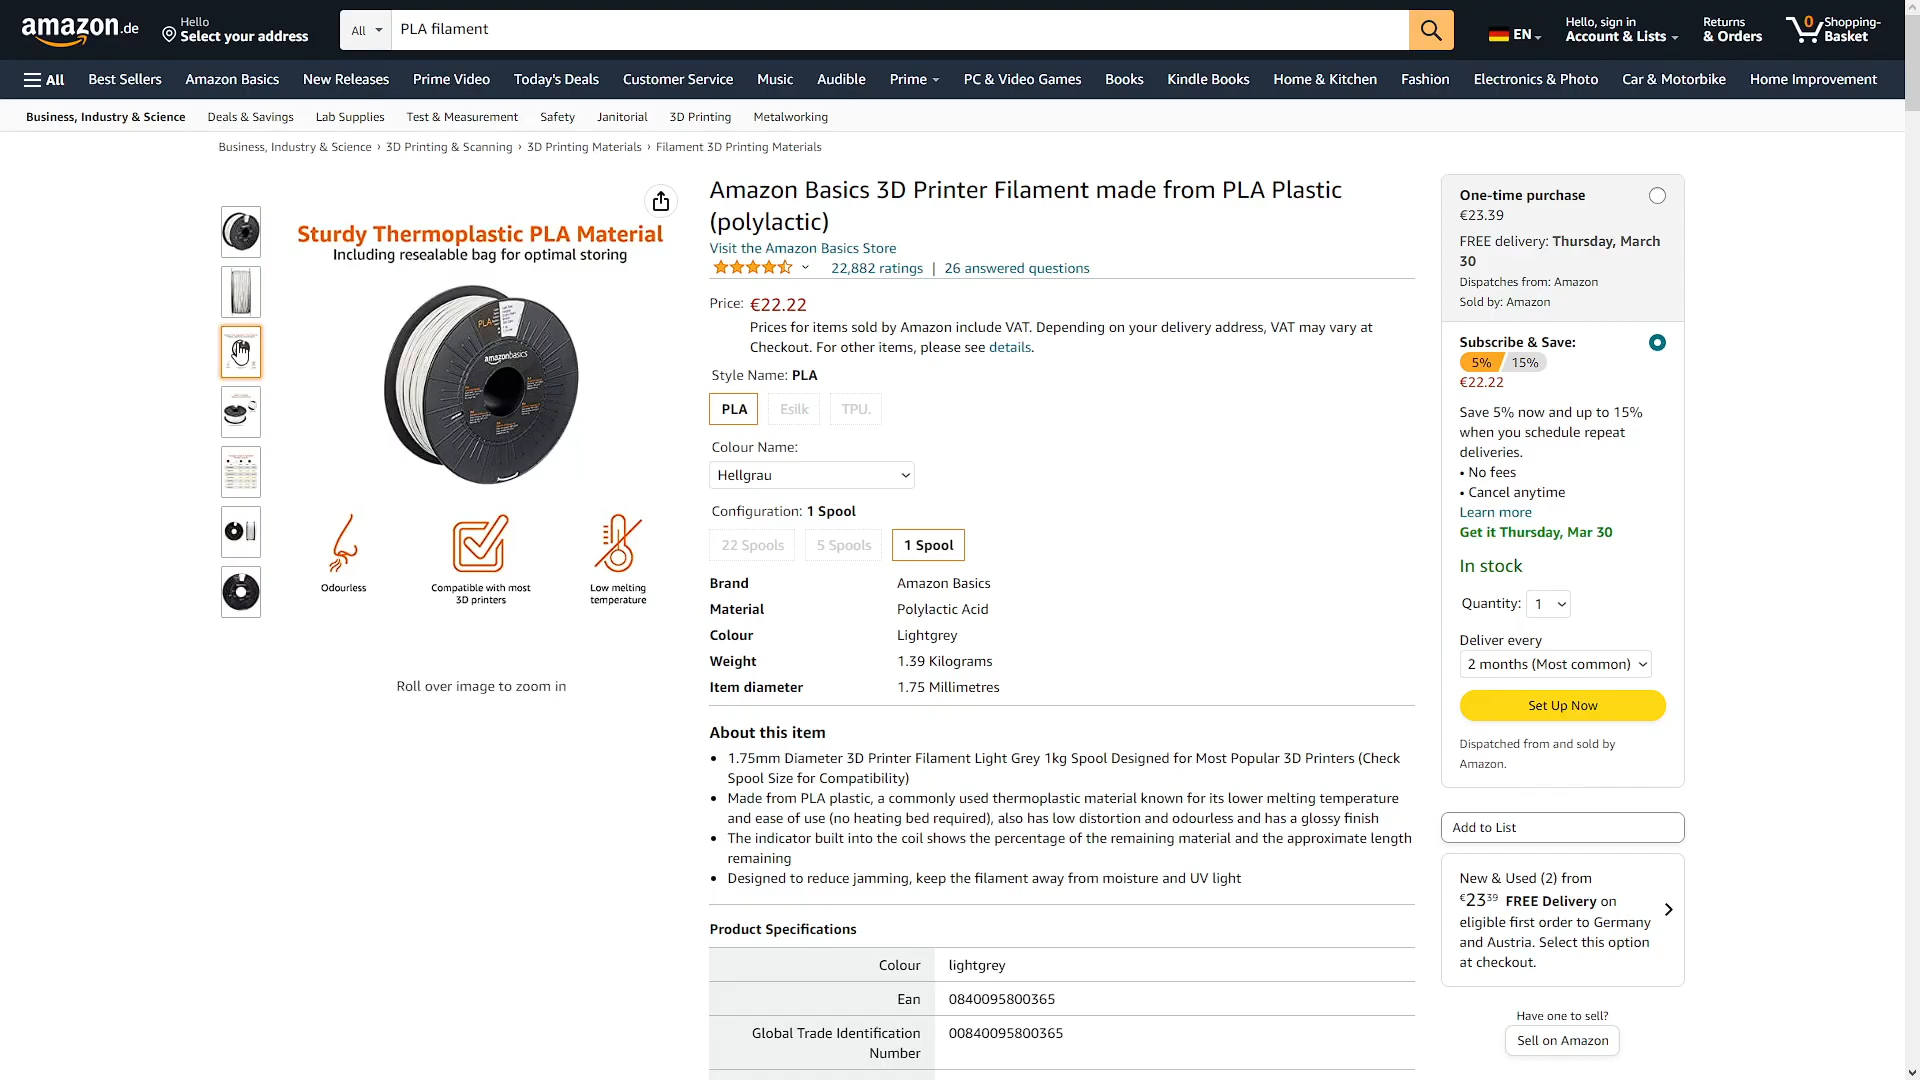 amazon.de
Hello
Select your address
All
PLA filament
EN
Hello, sign in
Account & Lists
Returns
& Orders
0
Shopping-
Basket
All
Best Sellers
Amazon Basics
New Releases
Prime Video
Today's Deals
Customer Service
Music
Audible
Prime
PC & Video Games
Books
Kindle Books
Home & Kitchen
Fashion
Electronics & Photo
Car & Motorbike
Home Improvement
Business, Industry & Science
Deals & Savings
Lab Supplies
Test & Measurement
Safety
Janitorial
3D Printing
Metalworking
Business, Industry & Science › 3D Printing & Scanning › 3D Printing Materials › Filament 3D Printing Materials
Sturdy Thermoplastic PLA Material
Including resealable bag for optimal storing
PLA
amazonbasics
Odourless
Compatible with most
3D printers
Low melting
temperature
Roll over image to zoom in
Amazon Basics 3D Printer Filament made from PLA Plastic
(polylactic)
Visit the Amazon Basics Store
22,882 ratings | 26 answered questions
Price: €22.22
Prices for items sold by Amazon include VAT. Depending on your delivery address, VAT may vary at
Checkout. For other items, please see details.
Style Name: PLA
PLA
Esilk
TPU.
Colour Name:
Hellgrau
Configuration: 1 Spool
22 Spools
5 Spools
1 Spool
Brand Amazon Basics
Material Polylactic Acid
Colour Lightgrey
Weight 1.39 Kilograms
Item diameter 1.75 Millimetres
About this item
• 1.75mm Diameter 3D Printer Filament Light Grey 1kg Spool Designed for Most Popular 3D Printers (Check
Spool Size for Compatibility)
• Made from PLA plastic, a commonly used thermoplastic material known for its lower melting temperature
and ease of use (no heating bed required), also has low distortion and odourless and has a glossy finish
• The indicator built into the coil shows the percentage of the remaining material and the approximate length
remaining
• Designed to reduce jamming, keep the filament away from moisture and UV light
Product Specifications
Colour lightgrey
Ean 0840095800365
Global Trade Identification 00840095800365
Number
One-time purchase
€23.39
FREE delivery: Thursday, March
30
Dispatches from: Amazon
Sold by: Amazon
Subscribe & Save:
5% 15%
€22.22
Save 5% now and up to 15%
when you schedule repeat
deliveries.
• No fees
• Cancel anytime
Learn more
Get it Thursday, Mar 30
In stock
Quantity: 1
Deliver every
2 months (Most common)
Set Up Now
Dispatched from and sold by
Amazon.
Add to List
New & Used (2) from
€2339 FREE Delivery on
eligible first order to Germany
and Austria. Select this option
at checkout.
Have one to sell?
Sell on Amazon